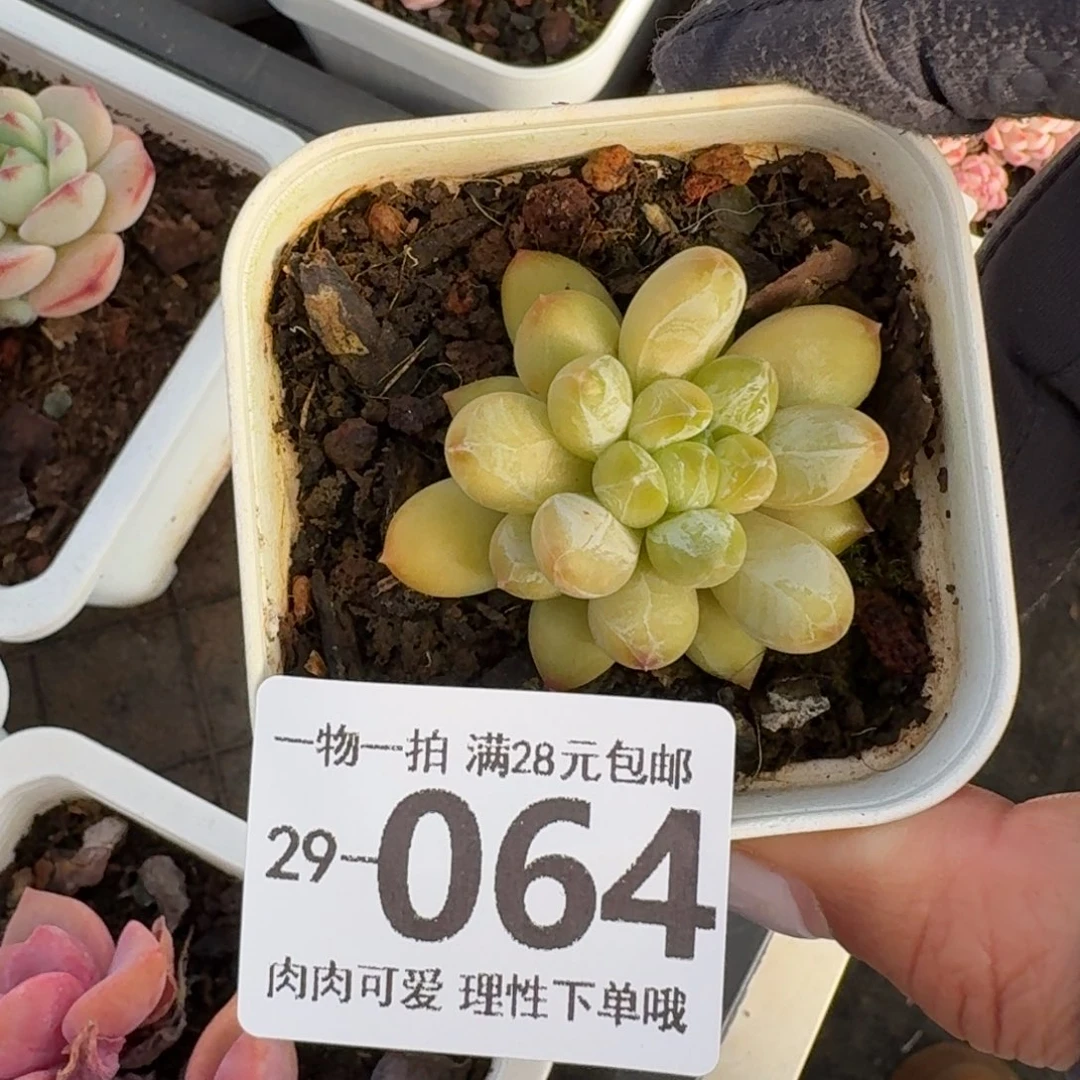 一物一拍 满28元包邮
29-064
肉肉可爱 理性下单哦